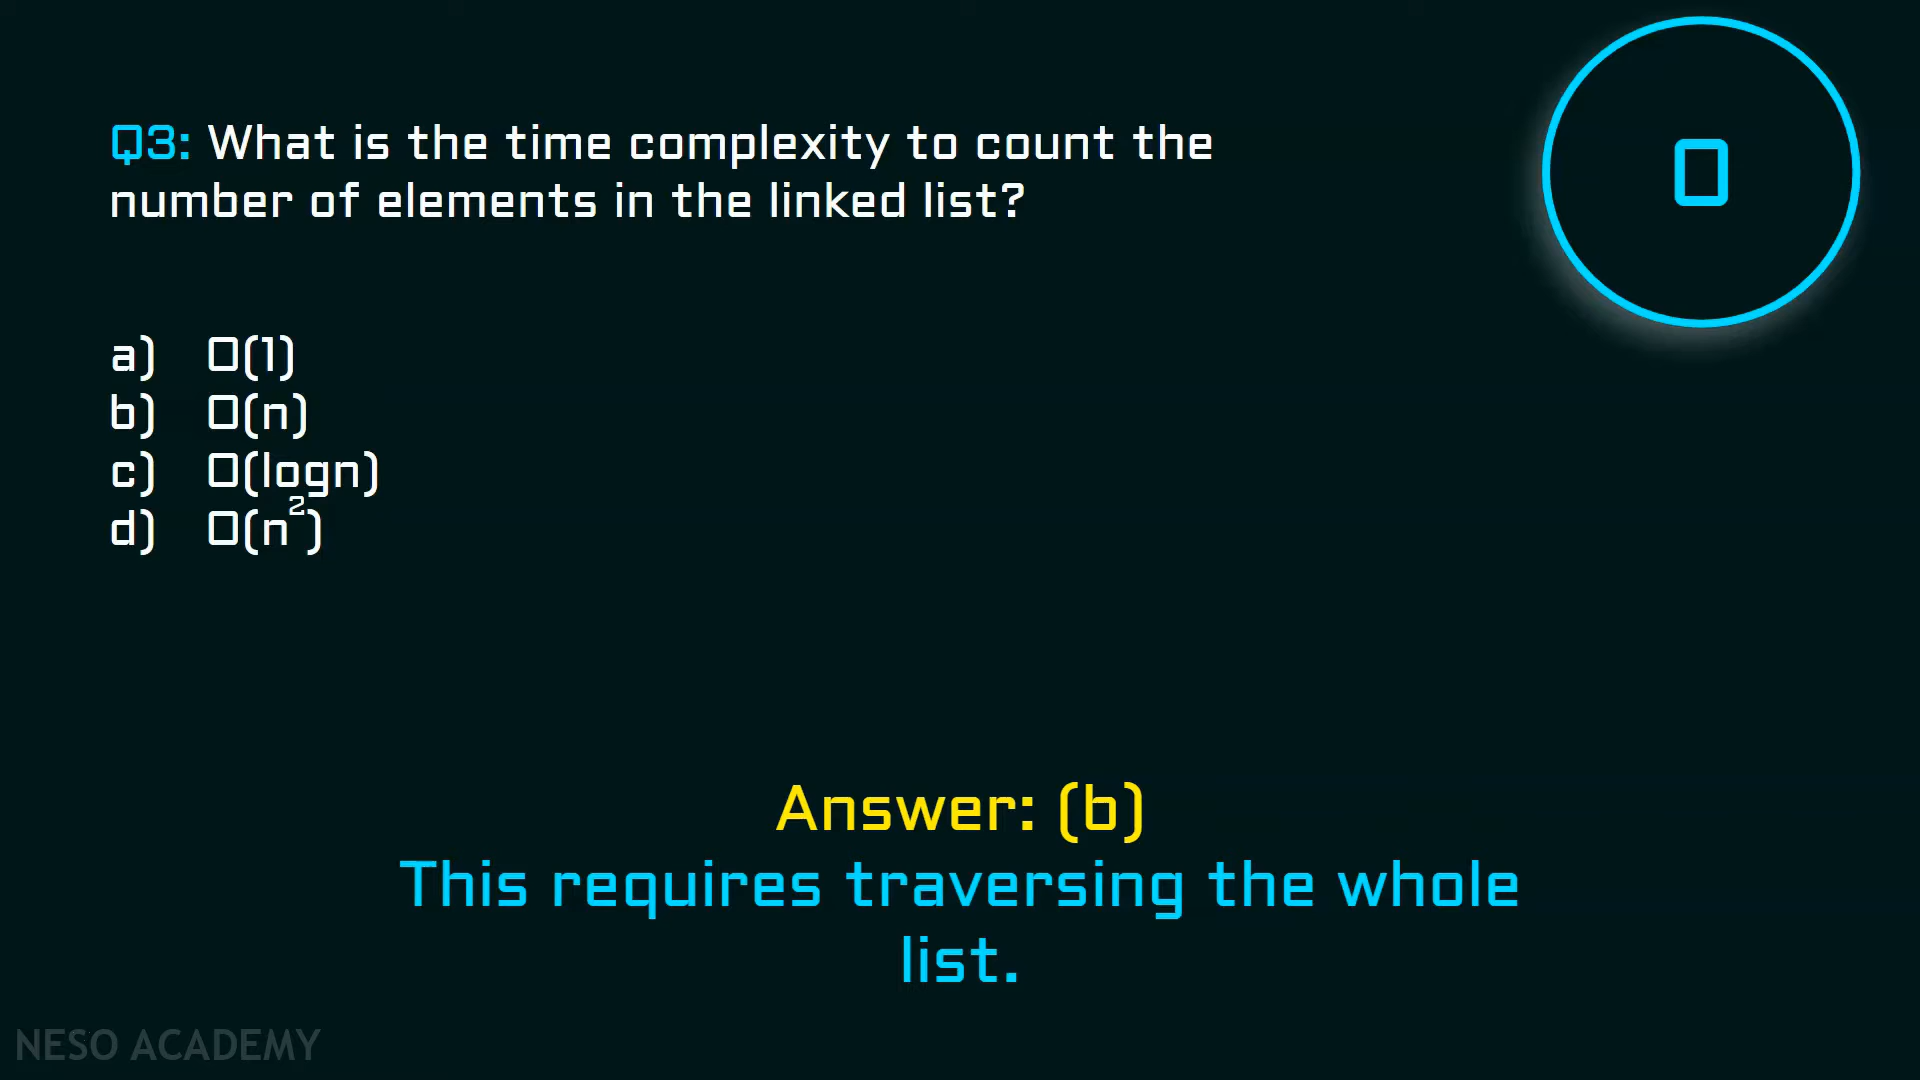 Q3: What is the time complexity to count the
number of elements in the linked list?
0
a) O(1)
b) O(n)
c) O(logn)
d) O(n²)
Answer: (b)
This requires traversing the whole
list.
NESO ACADEMY